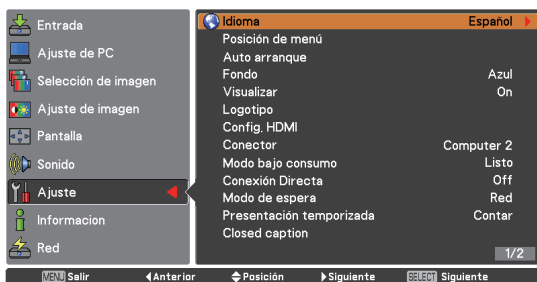 Entrada
Ajuste de PC
Selección de imagen
Ajuste de imagen
Pantalla
Sonido
Ajuste
Informacion
Red
Idioma Español
Posición de menú
Auto arranque
Fondo Azul
Visualizar On
Logotipo
Config. HDMI
Conector Computer 2
Modo bajo consumo Listo
Conexión Directa Off
Modo de espera Red
Presentación temporizada Contar
Closed caption
1/2
MENU Salir Anterior Posición Siguiente SELECT Siguiente